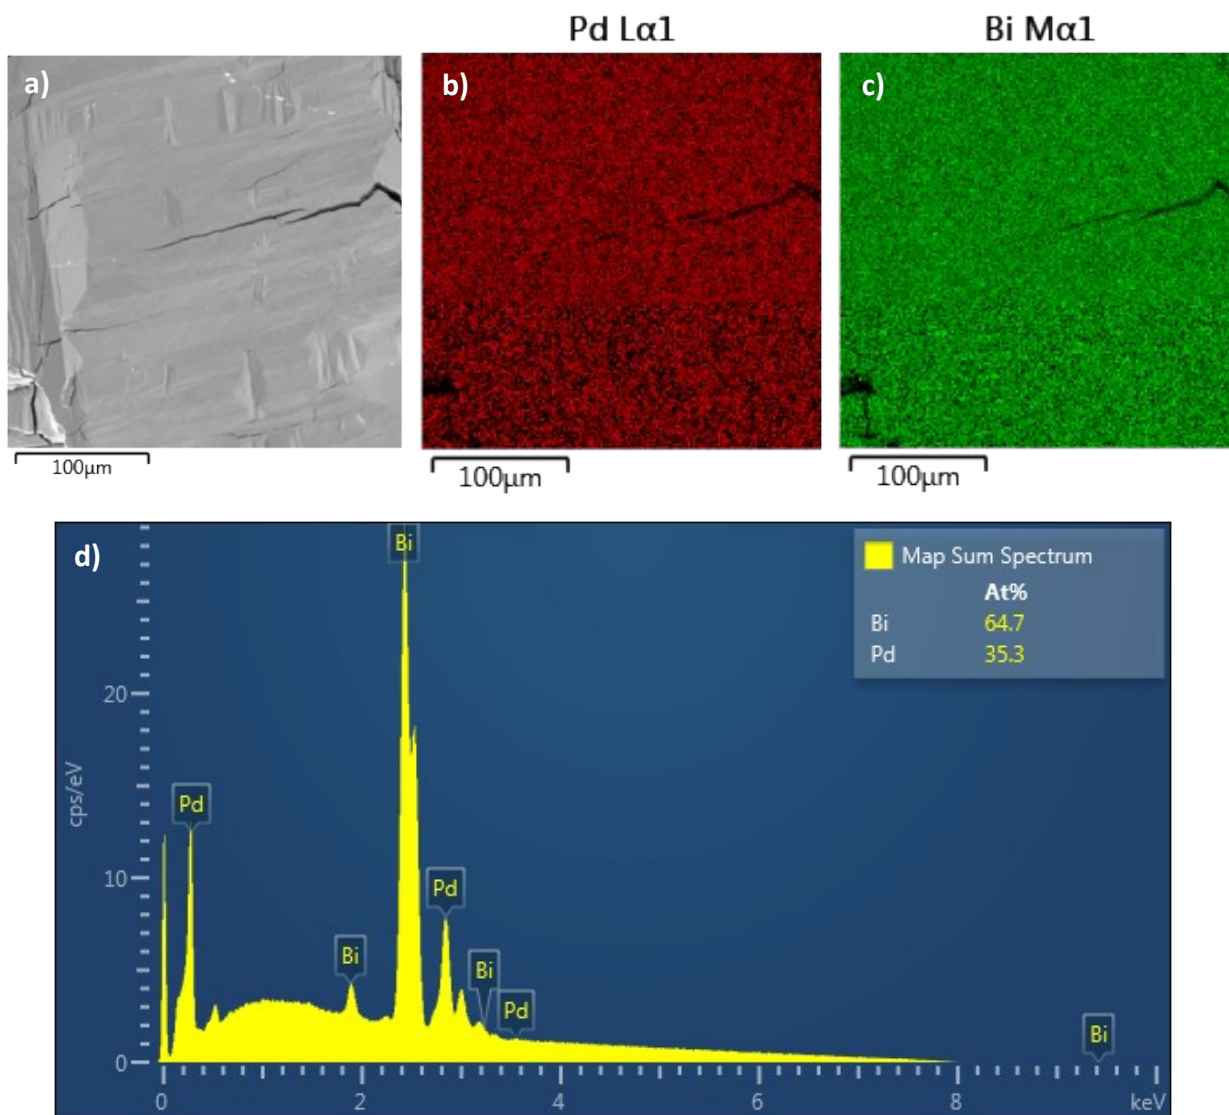 Pd Lα1
Bi Mα1
a)
b)
c)
100µm
100µm
100µm
d)
Bi
Map Sum Spectrum
At%
Bi 64.7
Pd 35.3
20
cps/eV
Pd
Pd
10
Bi
Bi
Pd
Bi
0
0 2 4 6 8 keV